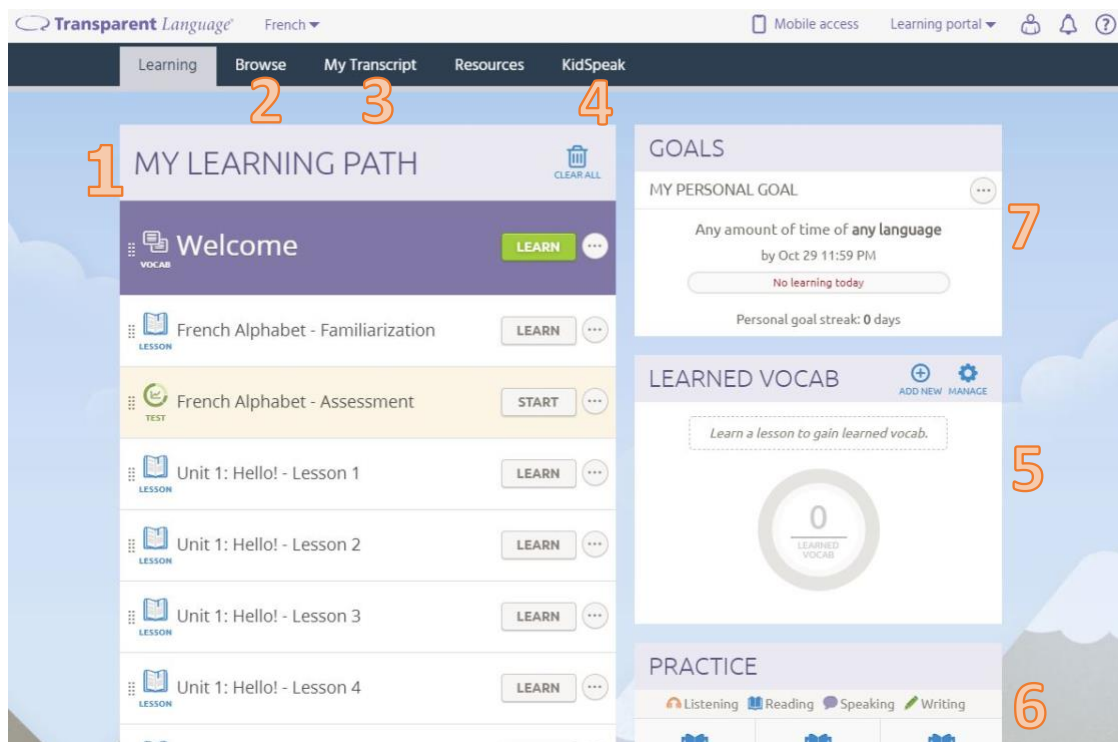 Transparent Language® French
Mobile access Learning portal ?
Learning Browse My Transcript Resources KidSpeak
2 3 4
1 MY LEARNING PATH
CLEAR ALL
Welcome
VOCAB
LEARN
French Alphabet - Familiarization
LESSON
LEARN
French Alphabet - Assessment
TEST
START
Unit 1: Hello! - Lesson 1
LESSON
LEARN
Unit 1: Hello! - Lesson 2
LESSON
LEARN
Unit 1: Hello! - Lesson 3
LESSON
LEARN
Unit 1: Hello! - Lesson 4
LESSON
LEARN
GOALS
MY PERSONAL GOAL
7
Any amount of time of any language
by Oct 29 11:59 PM
No learning today
Personal goal streak: 0 days
LEARNED VOCAB
ADD NEW MANAGE
Learn a lesson to gain learned vocab.
5
0
LEARNED
VOCAB
PRACTICE
Listening Reading Speaking Writing
6